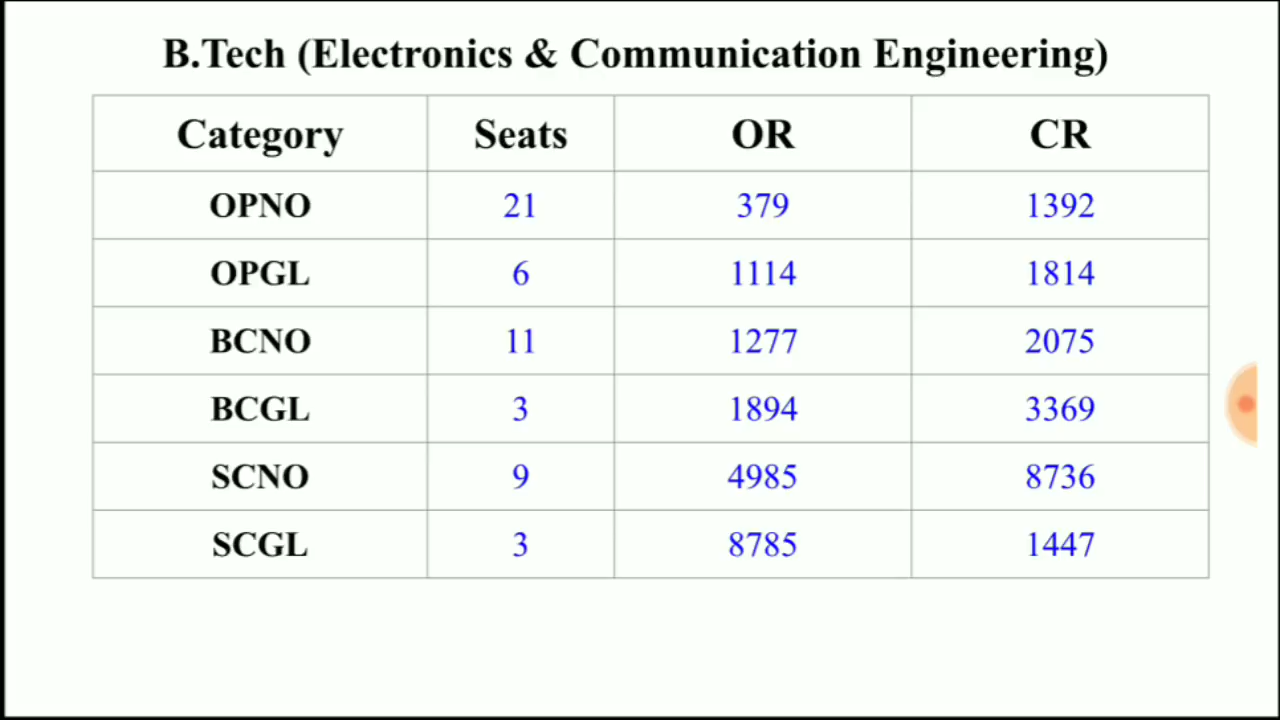 B.Tech (Electronics & Communication Engineering)
Category Seats OR CR
OPNO 21 379 1392
OPGL 6 1114 1814
BCNO 11 1277 2075
BCGL 3 1894 3369
SCNO 9 4985 8736
SCGL 3 8785 1447